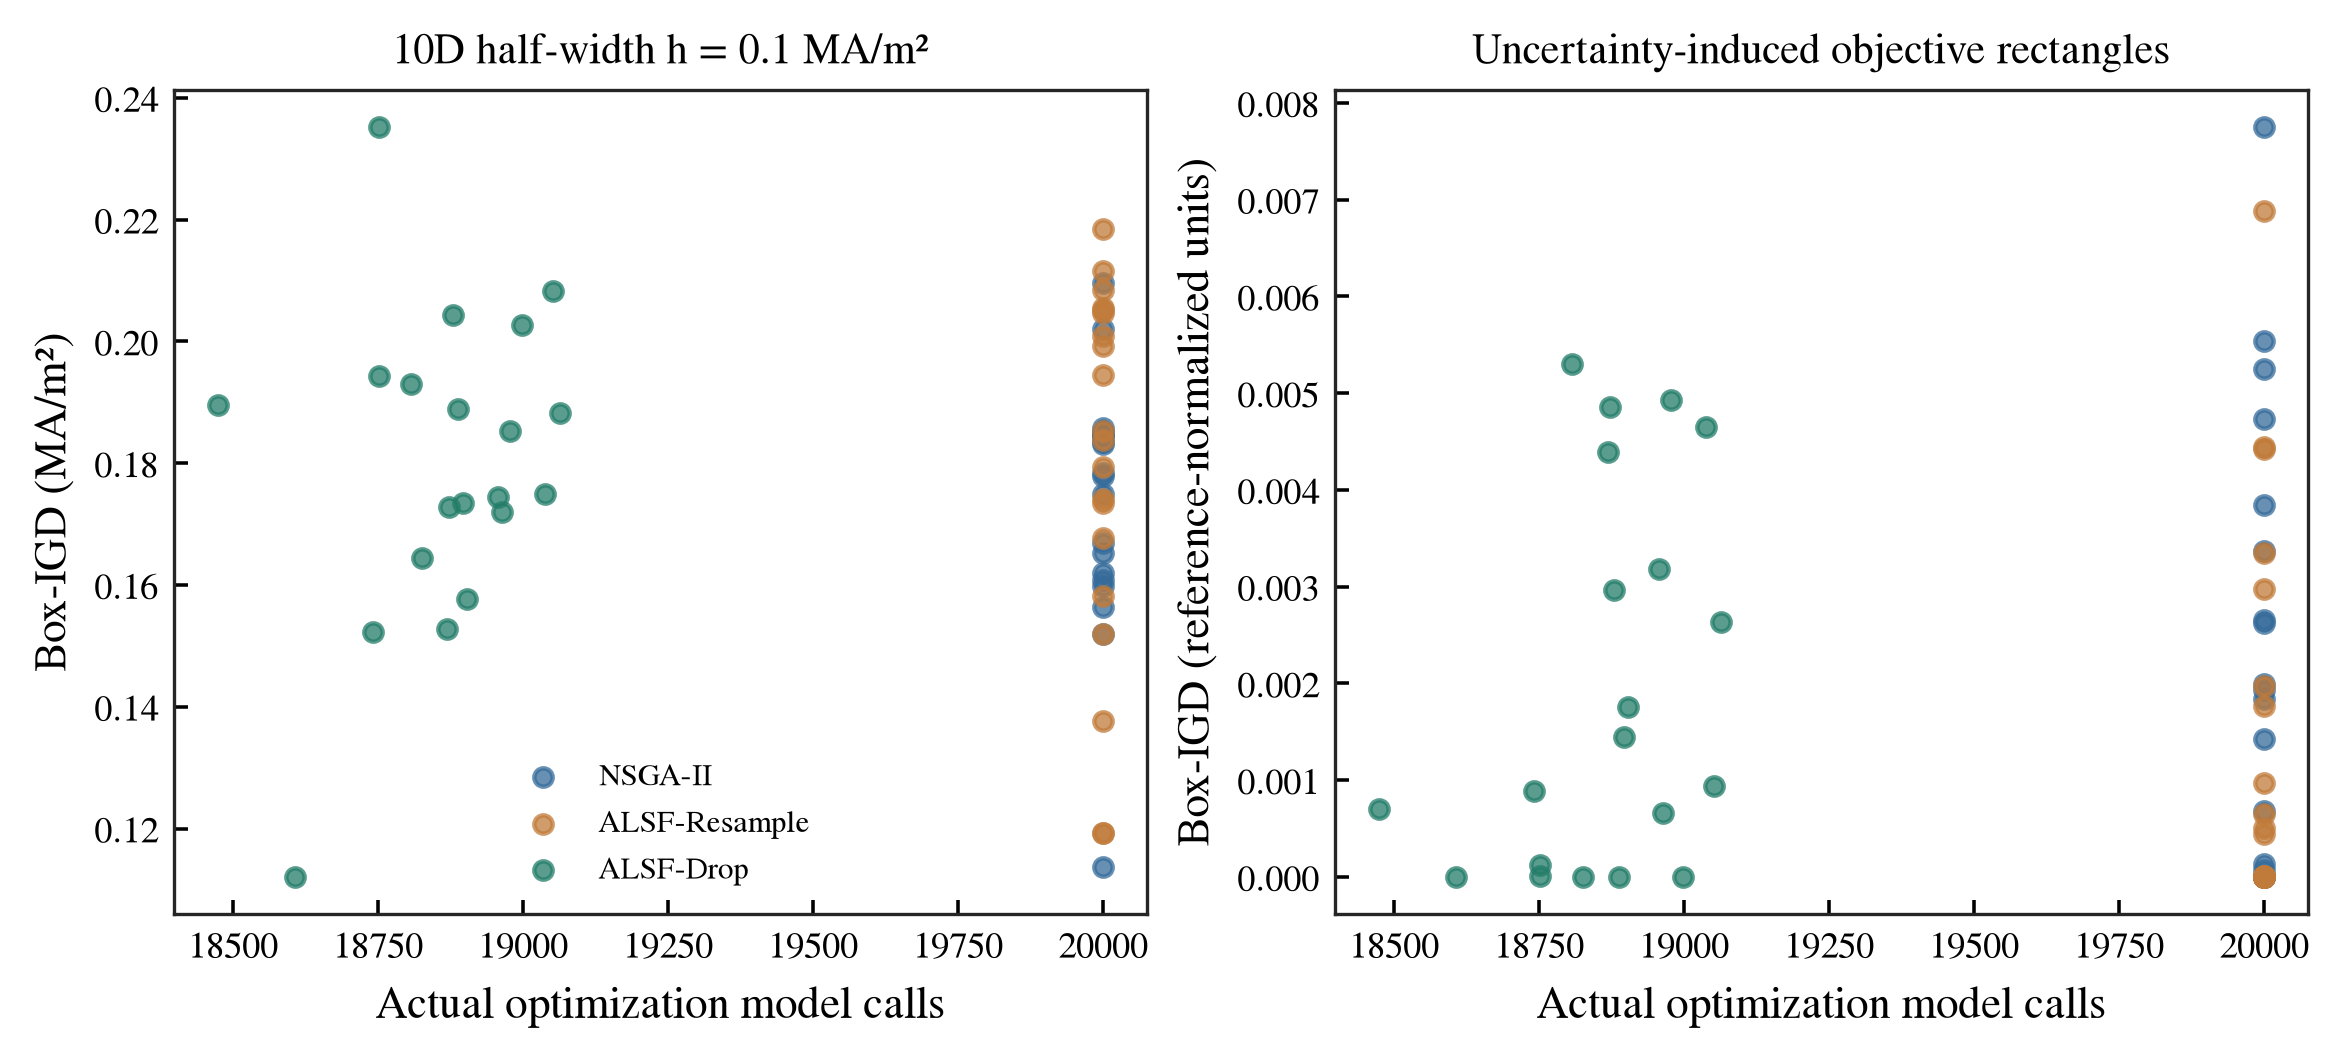 10D half-width h = 0.1 MA/m²
0.24
0.22
0.20
0.18
0.16
0.14
0.12
Box-IGD (MA/m²)
NSGA-II
ALSF-Resample
ALSF-Drop
18500 18750 19000 19250 19500 19750 20000
Actual optimization model calls
Uncertainty-induced objective rectangles
0.008
0.007
0.006
0.005
0.004
0.003
0.002
0.001
0.000
Box-IGD (reference-normalized units)
18500 18750 19000 19250 19500 19750 20000
Actual optimization model calls